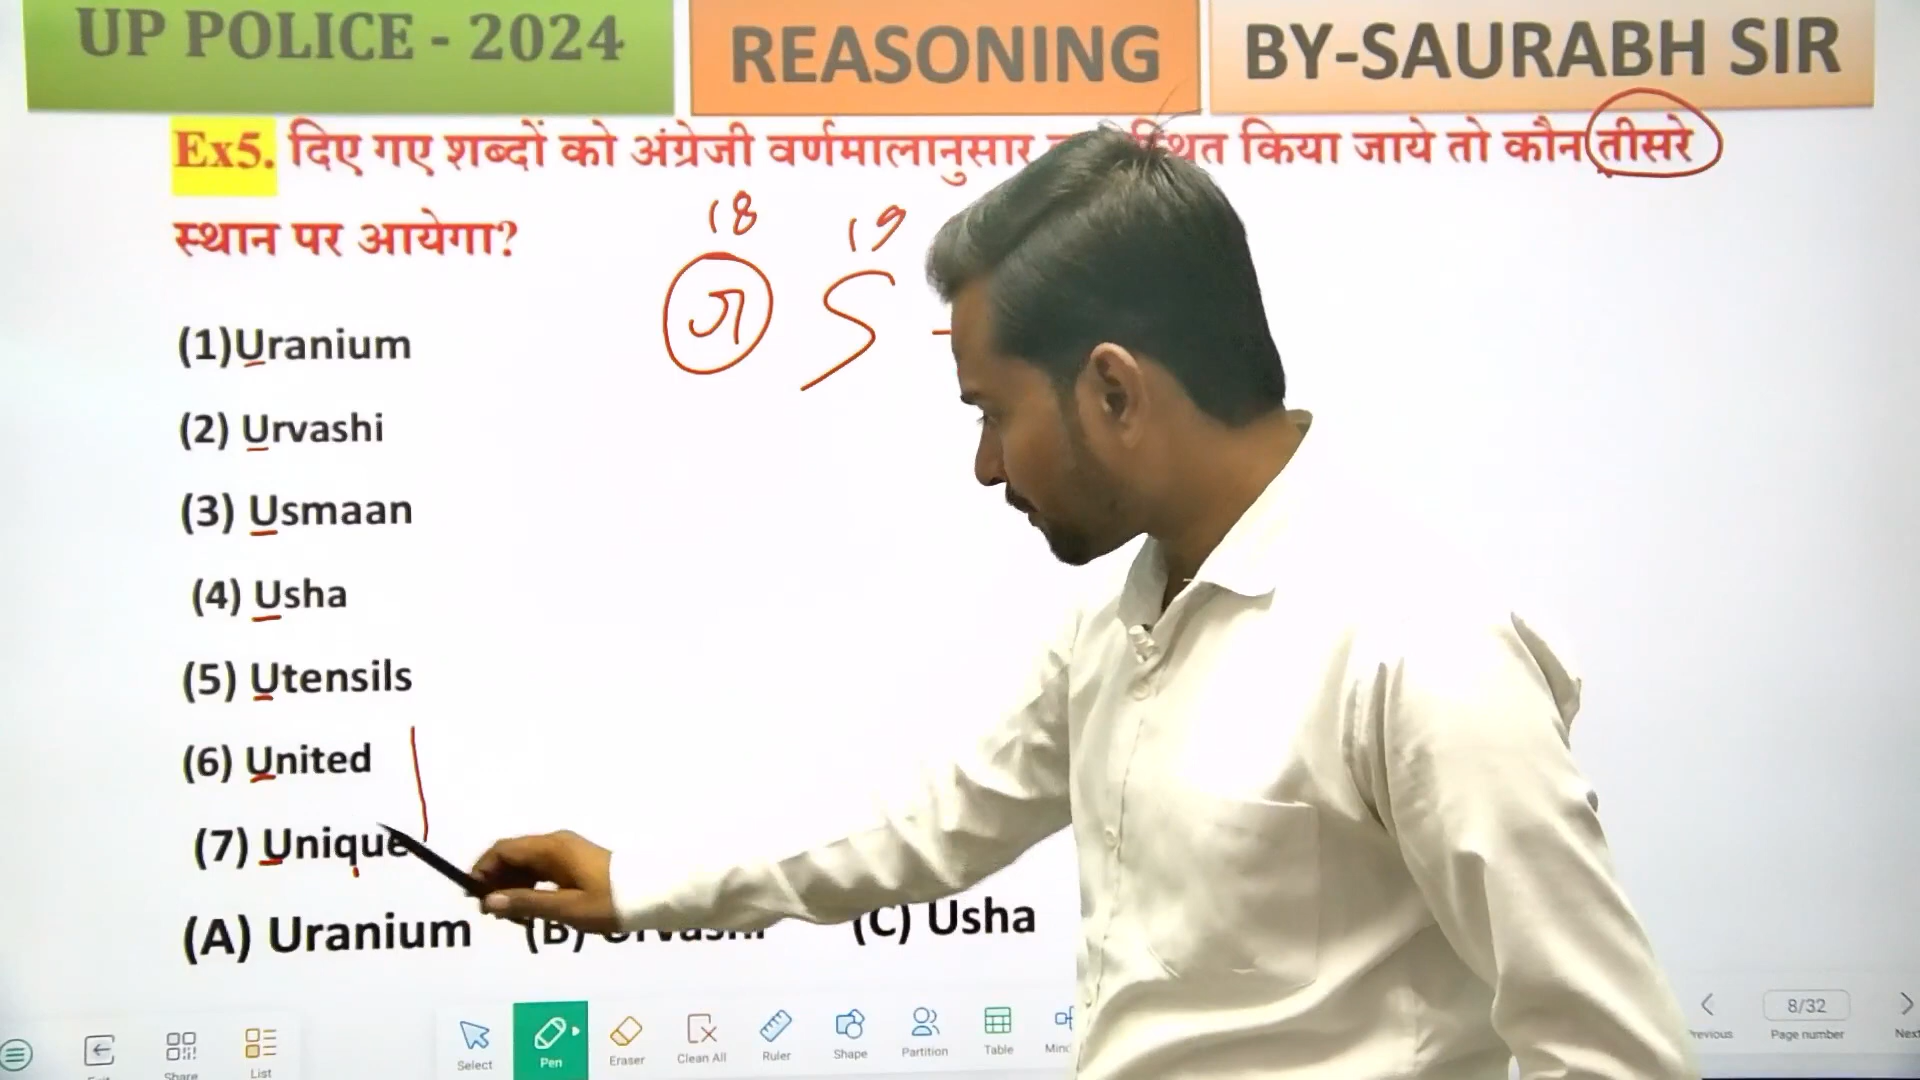 UP POLICE - 2024 REASONING BY-SAURABH SIR
Ex5. दिए गए शब्दों को अंग्रेजी वर्णमालानुसार किया जाये तो कौन तीसरे
स्थान पर आयेगा?
18 19
S
(1)Uranium
(2) Urvashi
(3) Usmaan
(4) Usha
(5) Utensils
(6) United
(7) Unique
(A) Uranium (B) Urvashi (C) Usha
Select Pen Eraser Clean All Ruler Shape Partition Table
Share List
8/32
Page number